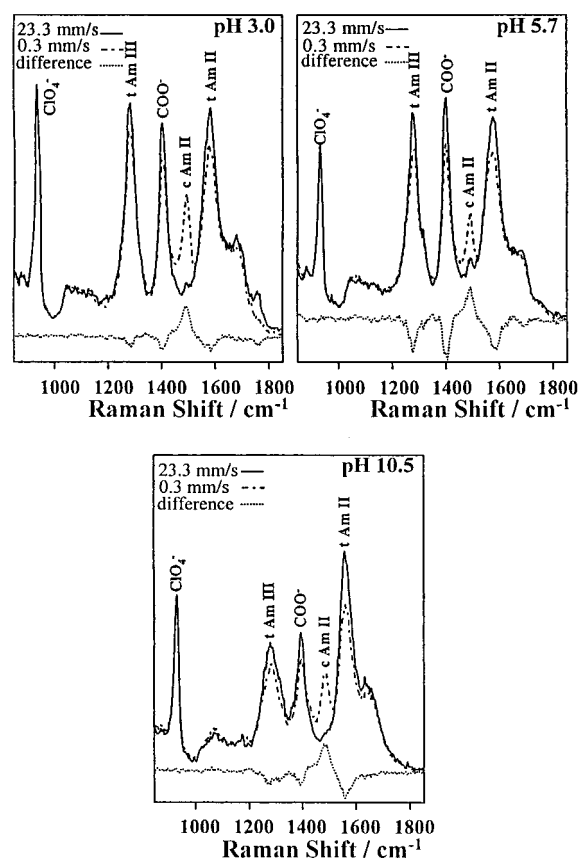 pH 3.0
23.3 mm/s
0.3 mm/s
difference
ClO4-
t Am III
COO-
c Am II
t Am II
1000 1200 1400 1600 1800
Raman Shift / cm-1
pH 5.7
23.3 mm/s
0.3 mm/s
difference
ClO4-
t Am III
COO-
c Am II
t Am II
1000 1200 1400 1600 1800
Raman Shift / cm-1
pH 10.5
23.3 mm/s
0.3 mm/s
difference
ClO4-
t Am III
COO-
c Am II
t Am II
1000 1200 1400 1600 1800
Raman Shift / cm-1